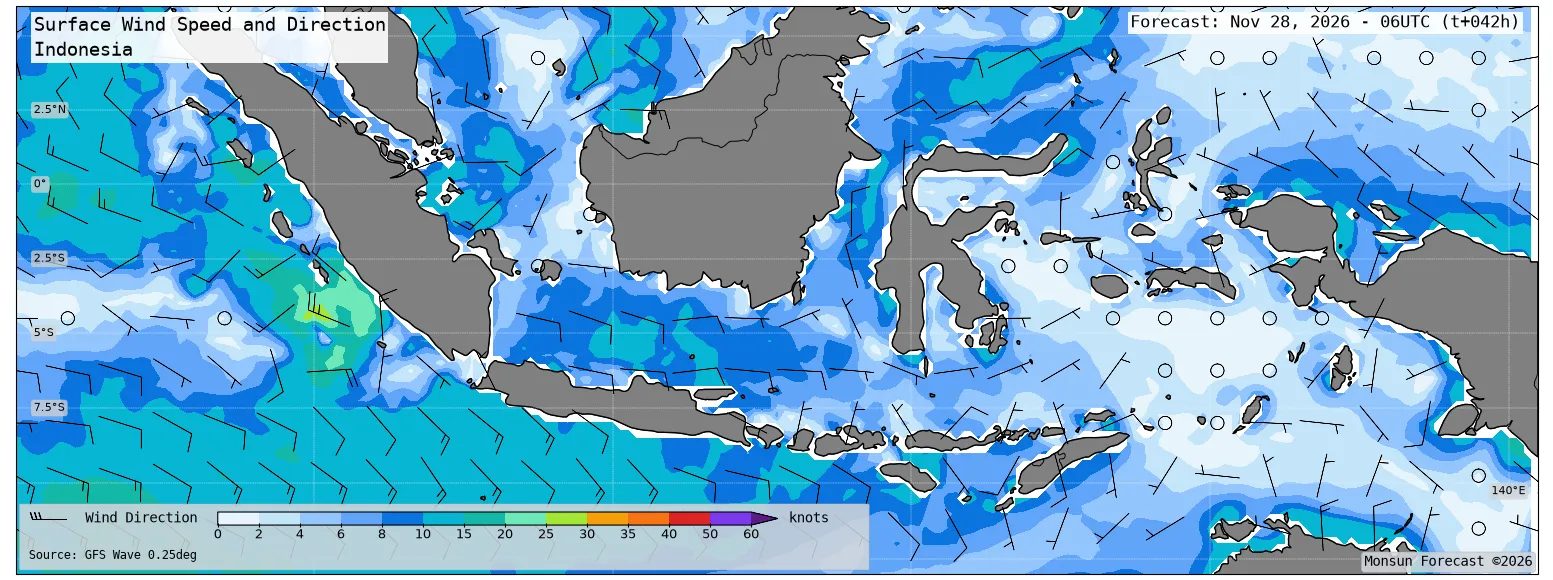 Surface Wind Speed and Direction
Indonesia
Forecast: Nov 28, 2026 - 06UTC (t+042h)
2.5°N
0°
2.5°S
5°S
7.5°S
140°E
Wind Direction
0 2 4 6 8 10 15 20 25 30 35 40 50 60
knots
Source: GFS Wave 0.25deg
Monsun Forecast ©2026